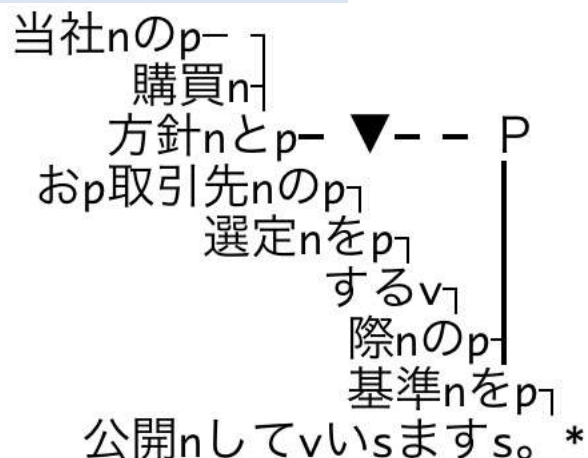 当社nのp
購買n
方針nとp ▼ P
おp取引先nのp
選定nをp
するv
際nのp
基準nをp
公開nしてvいsますs。*